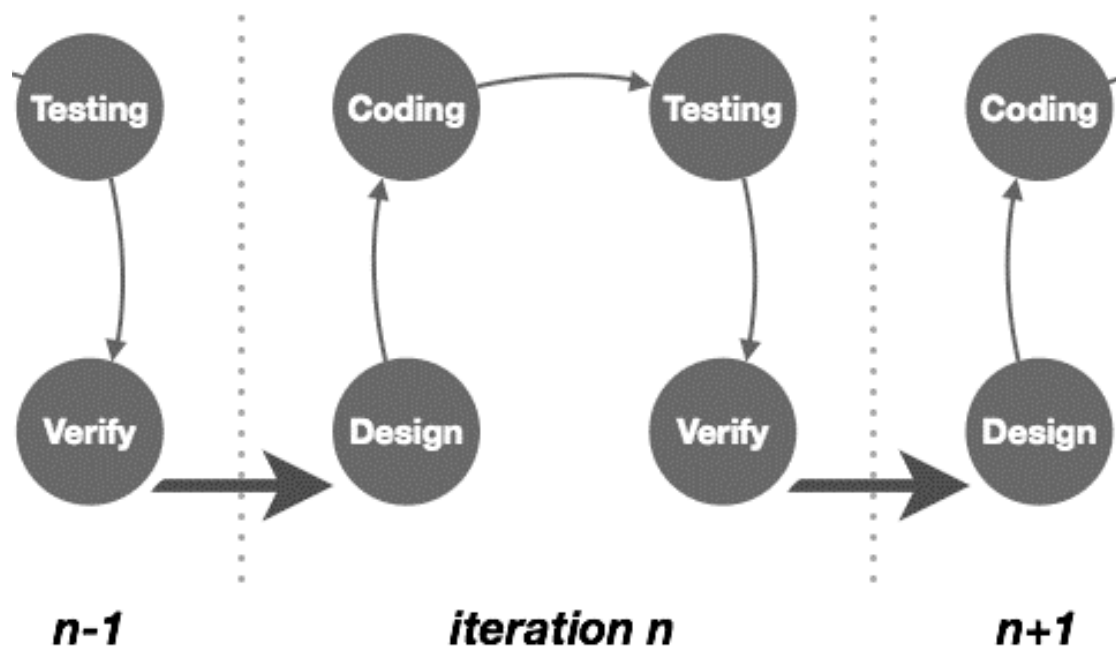 Testing
Coding
Testing
Coding
Verify
Design
Verify
Design
n-1
iteration n
n+1